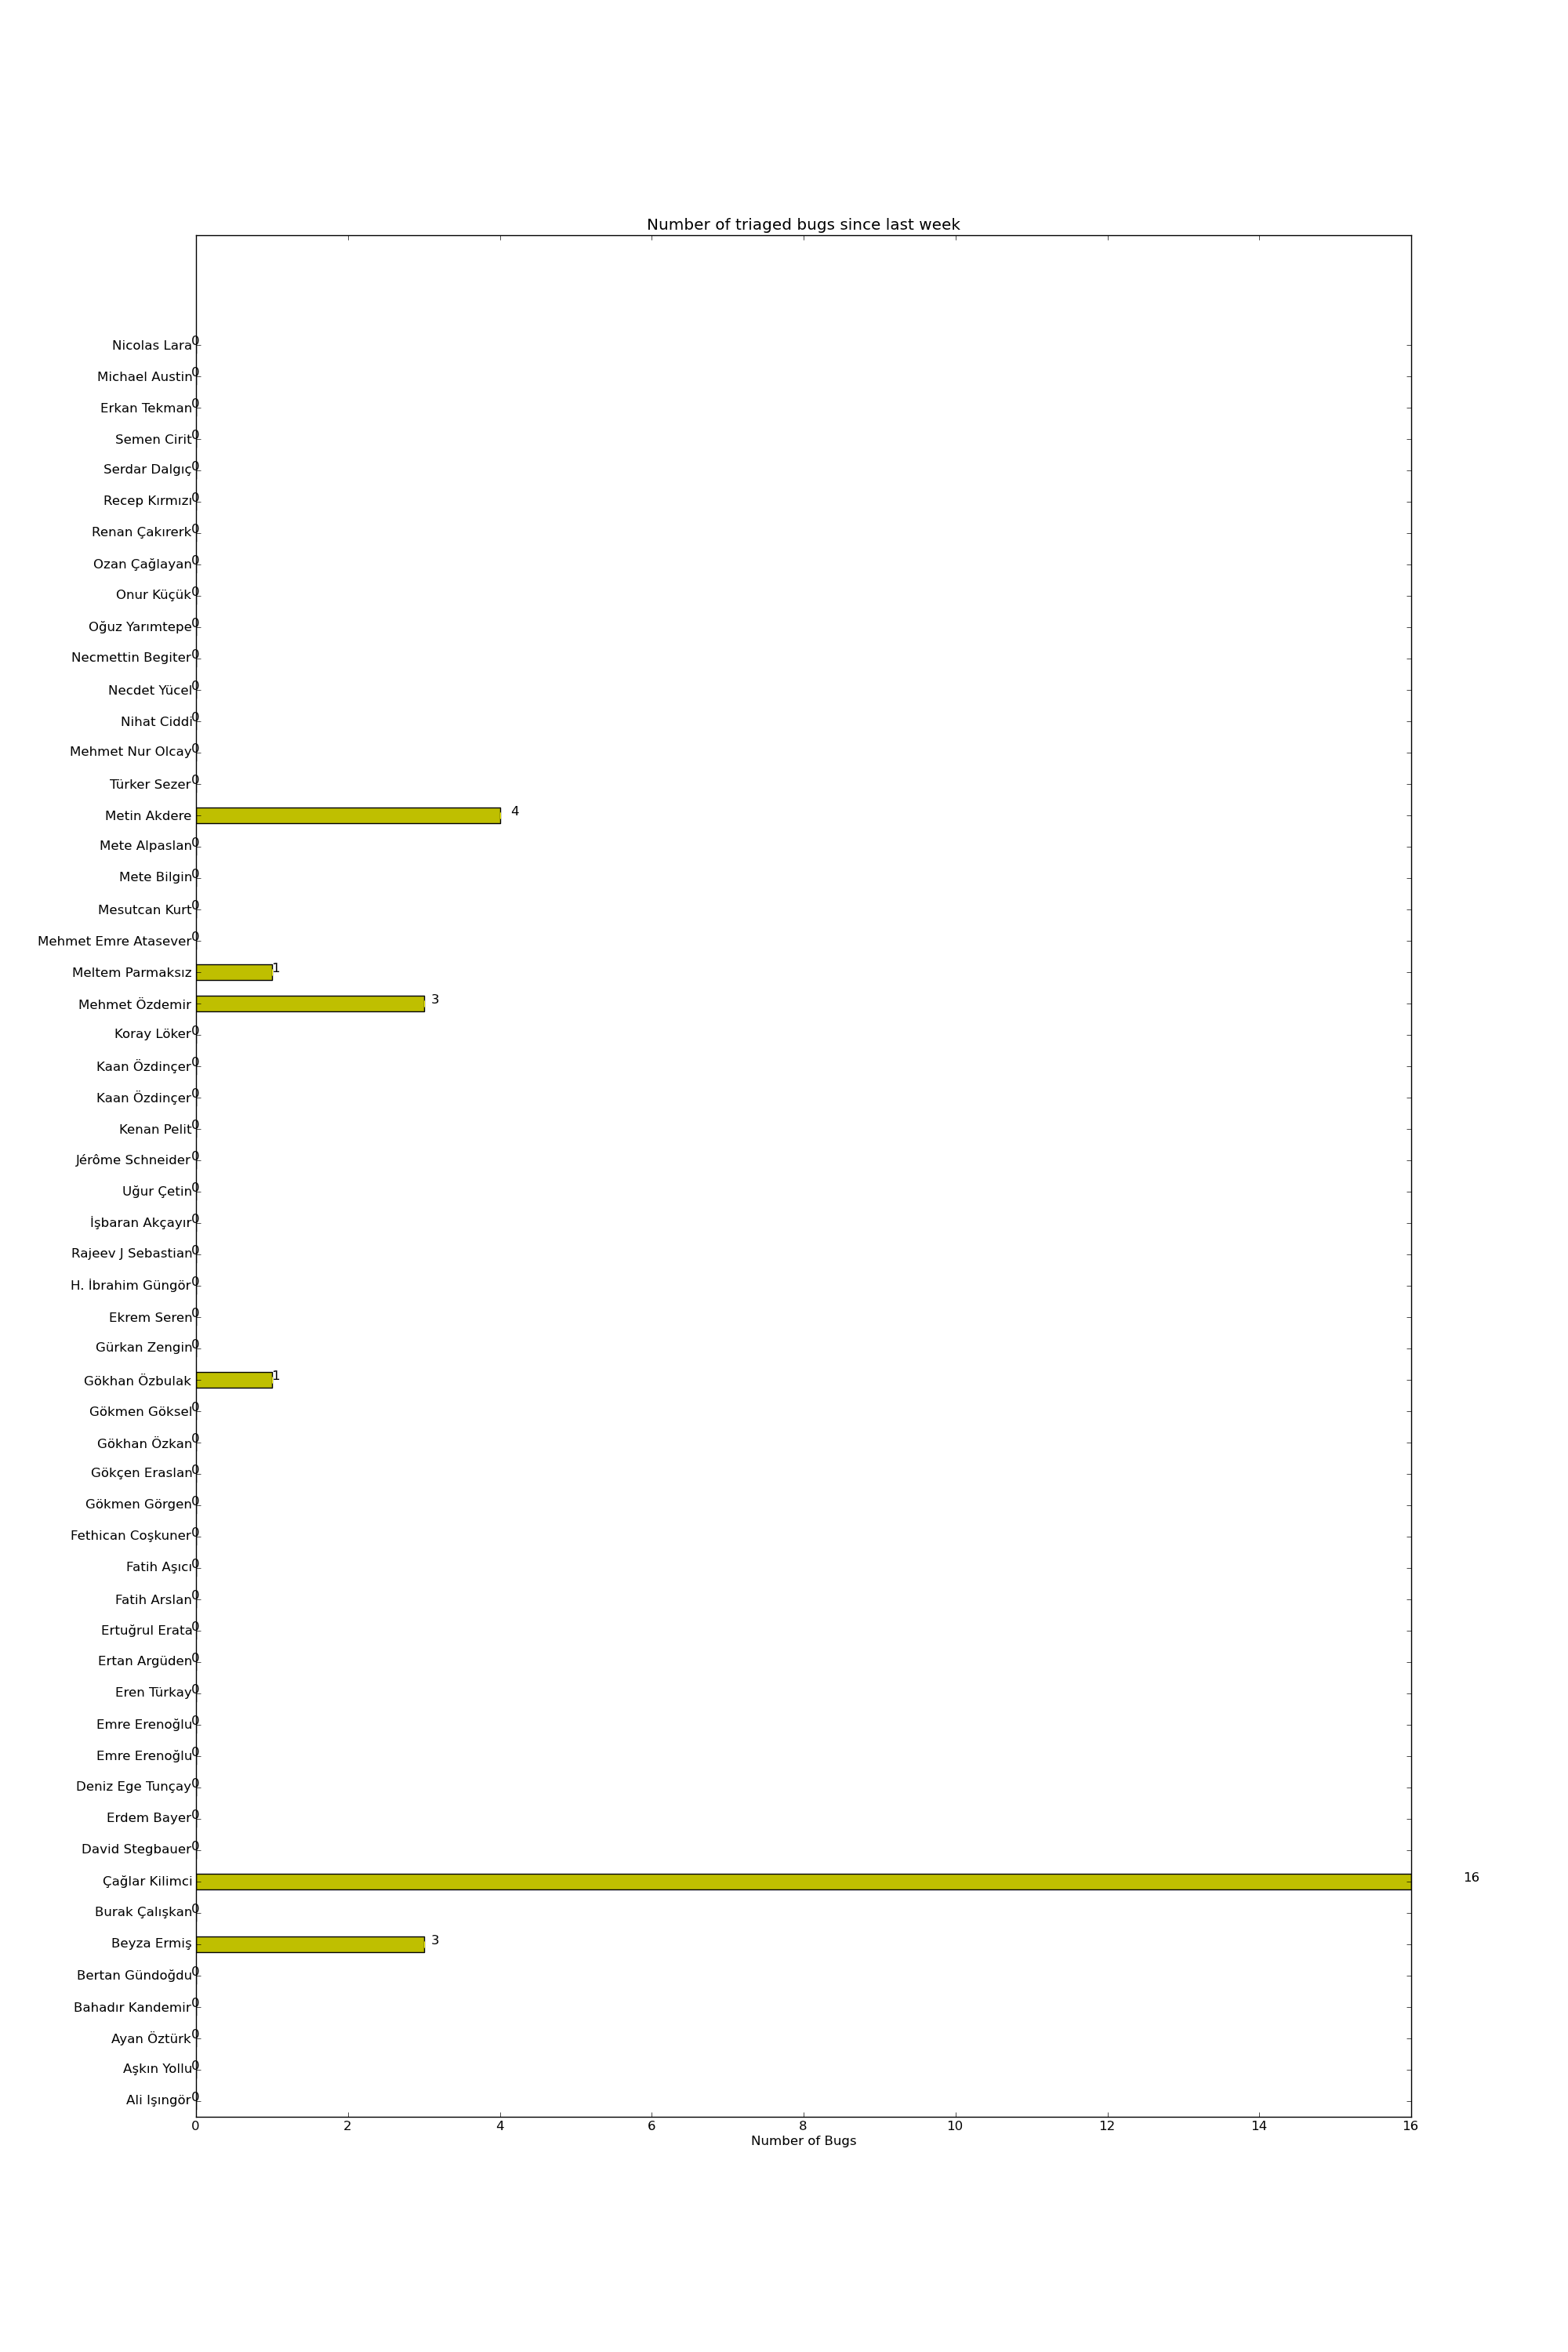 Number of triaged bugs since last week
Nicolas Lara 0
Michael Austin 0
Erkan Tekman 0
Semen Cirit 0
Serdar Dalgıç 0
Recep Kırmızı 0
Renan Çakırerk 0
Ozan Çağlayan 0
Onur Küçük 0
Oğuz Yarımtepe 0
Necmettin Begiter 0
Necdet Yücel 0
Nihat Ciddi 0
Mehmet Nur Olcay 0
Türker Sezer 0
Metin Akdere 4
Mete Alpaslan 0
Mete Bilgin 0
Mesutcan Kurt 0
Mehmet Emre Atasever 0
Meltem Parmaksız 1
Mehmet Özdemir 3
Koray Löker 0
Kaan Özdinçer 0
Kaan Özdinçer 0
Kenan Pelit 0
Jérôme Schneider 0
Uğur Çetin 0
İşbaran Akçayır 0
Rajeev J Sebastian 0
H. İbrahim Güngör 0
Ekrem Seren 0
Gürkan Zengin 0
Gökhan Özbulak 1
Gökmen Göksel 0
Gökhan Özkan 0
Gökçen Eraslan 0
Gökmen Görgen 0
Fethican Coşkuner 0
Fatih Aşıcı 0
Fatih Arslan 0
Ertuğrul Erata 0
Ertan Argüden 0
Eren Türkay 0
Emre Erenoğlu 0
Emre Erenoğlu 0
Deniz Ege Tunçay 0
Erdem Bayer 0
David Stegbauer 0
Çağlar Kilimci 16
Burak Çalışkan 0
Beyza Ermiş 3
Bertan Gündoğdu 0
Bahadır Kandemir 0
Ayan Öztürk 0
Aşkın Yollu 0
Ali Işıngör 0
0 2 4 6 8 10 12 14 16
Number of Bugs